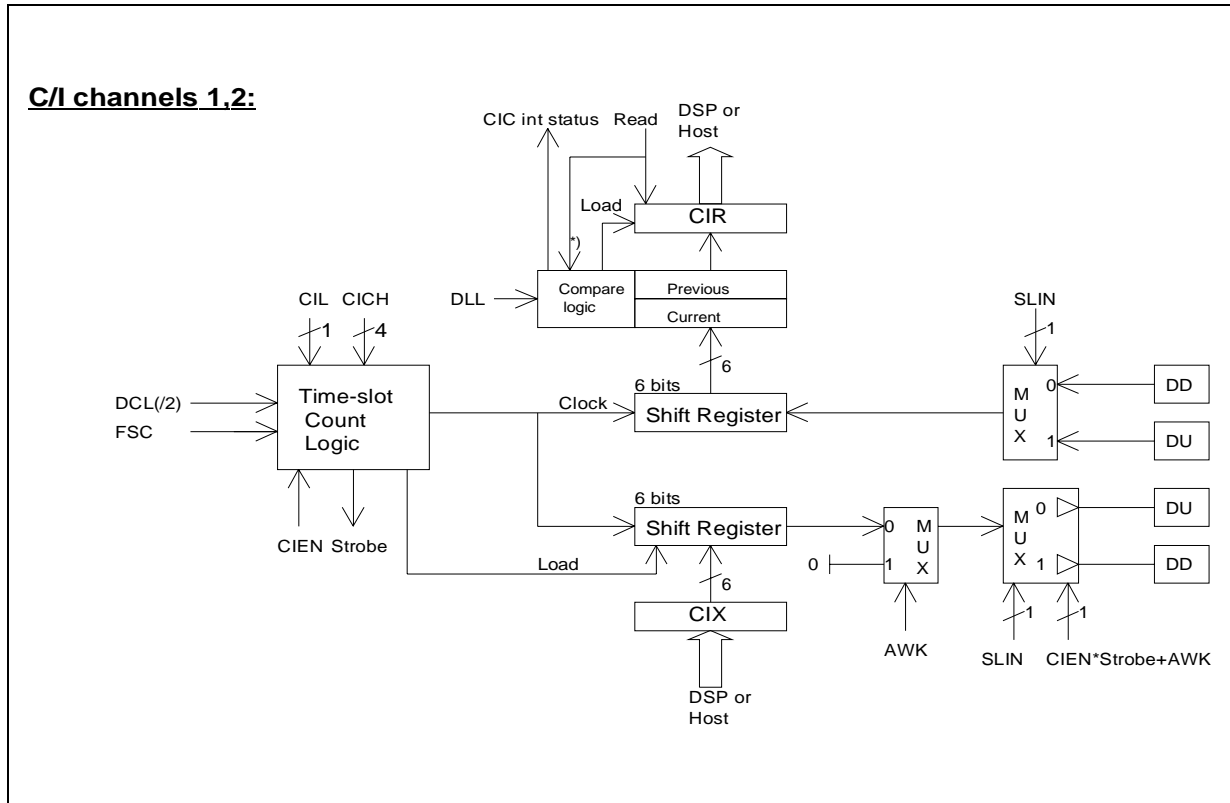 C/I channels 1,2:
CIC int status
Read
DSP or
Host
Load
CIR
*)
Compare
logic
Previous
Current
DLL
CIL
CICH
1
4
SLIN
1
6
DCL(/2)
FSC
Time-slot
Count
Logic
Clock
6 bits
Shift Register
M
U
X
0
1
DD
DU
CIEN
Strobe
Load
6 bits
Shift Register
6
CIX
DSP or
Host
0
0
1
M
U
X
AWK
M
U
X
0
1
DU
DD
1
1
SLIN
CIEN*Strobe+AWK